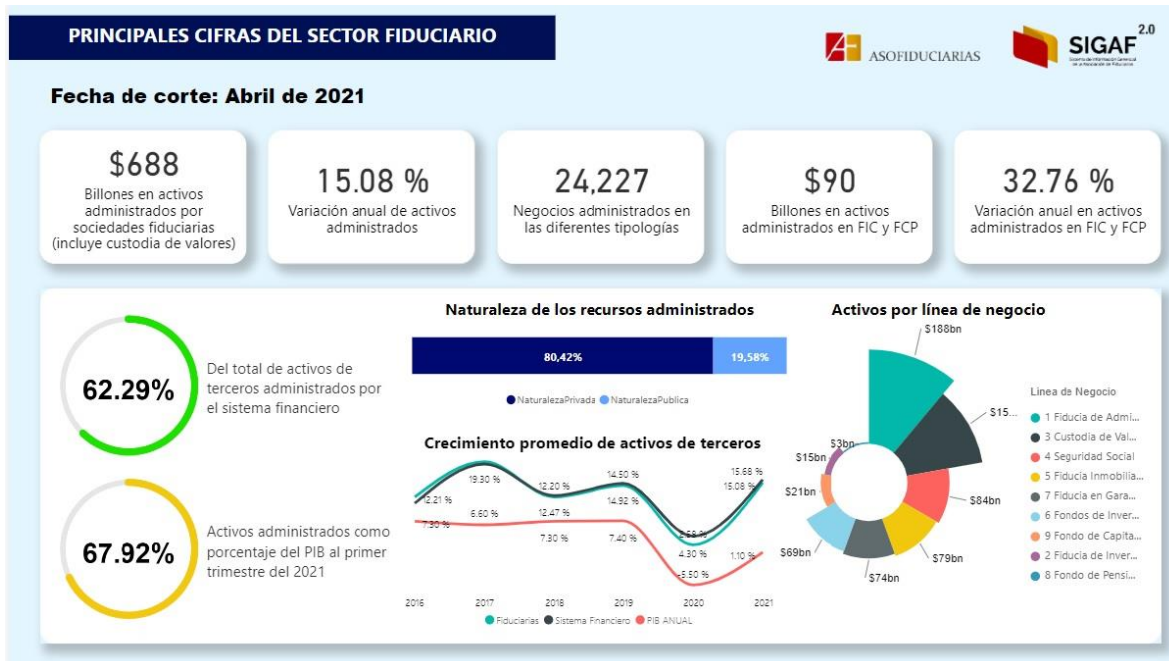 PRINCIPALES CIFRAS DEL SECTOR FIDUCIARIO
ASOFIDUCIARIAS
SIGAF 2.0
Fecha de corte: Abril de 2021
$688
Billones en activos
administrados por
sociedades fiduciarias
(incluye custodia de valores)
15.08 %
Variación anual de activos
administrados
24,227
Negocios administrados en
las diferentes tipologías
$90
Billones en activos
administrados en FIC y FCP
32.76 %
Variación anual en activos
administrados en FIC y FCP
62.29%
Del total de activos de
terceros administrados por
el sistema financiero
67.92%
Activos administrados como
porcentaje del PIB al primer
trimestre del 2021
Naturaleza de los recursos administrados
80,42%
19,58%
NaturalezaPrivada
NaturalezaPublica
Crecimiento promedio de activos de terceros
12.21 %
7.30 %
19.30 %
6.60 %
12.20 %
12.47 %
7.30 %
14.50 %
14.92 %
7.40 %
4.30 %
-5.50 %
15.68 %
15.08 %
1.10 %
2016
2017
2018
2019
2020
2021
Fiduciarias
Sistema Financiero
PIB ANUAL
Activos por línea de negocio
$188bn
$15...
$84bn
$79bn
$74bn
$69bn
$21bn
$15bn
$3bn
Linea de Negocio
1 Fiducia de Admi...
3 Custodia de Val...
4 Seguridad Social
5 Fiducia Inmobilia...
7 Fiducia en Gara...
6 Fondos de Inver...
9 Fondo de Capita...
2 Fiducia de Inver...
8 Fondo de Pensi...